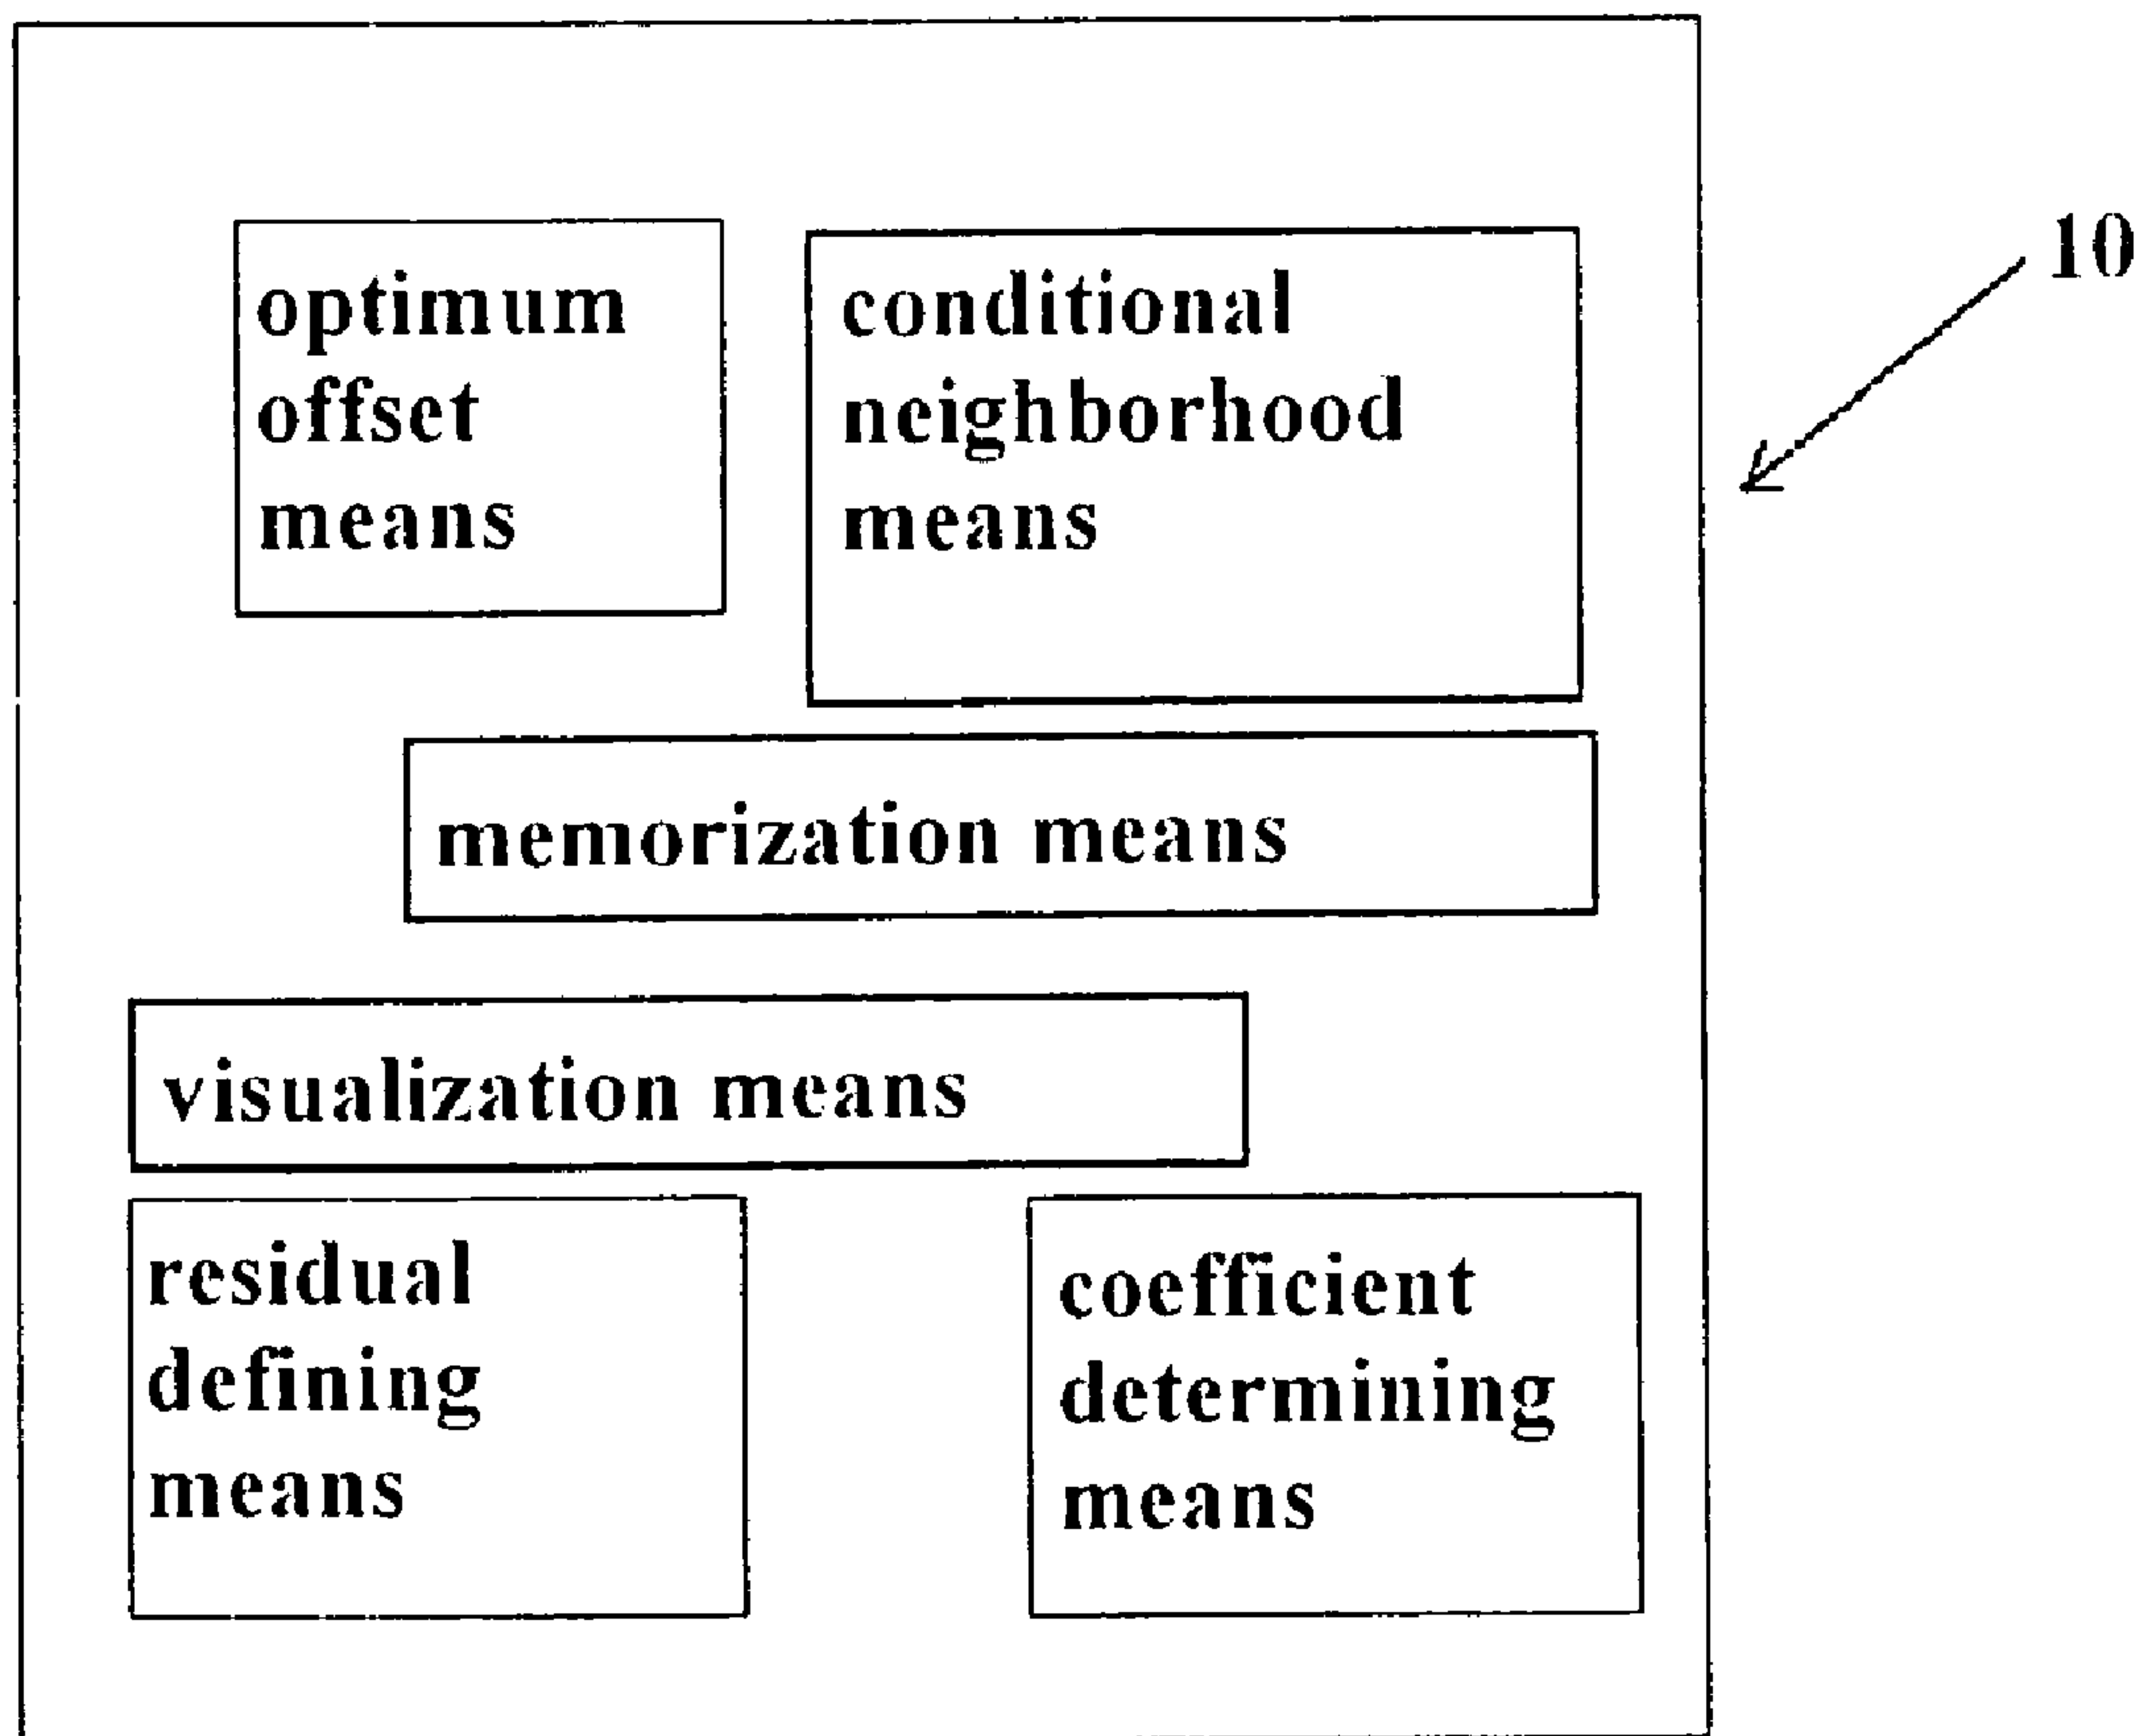 optimum
offset
means
conditional
neighborhood
means
10
memorization means
visualization means
residual
defining
means
coefficient
determining
means